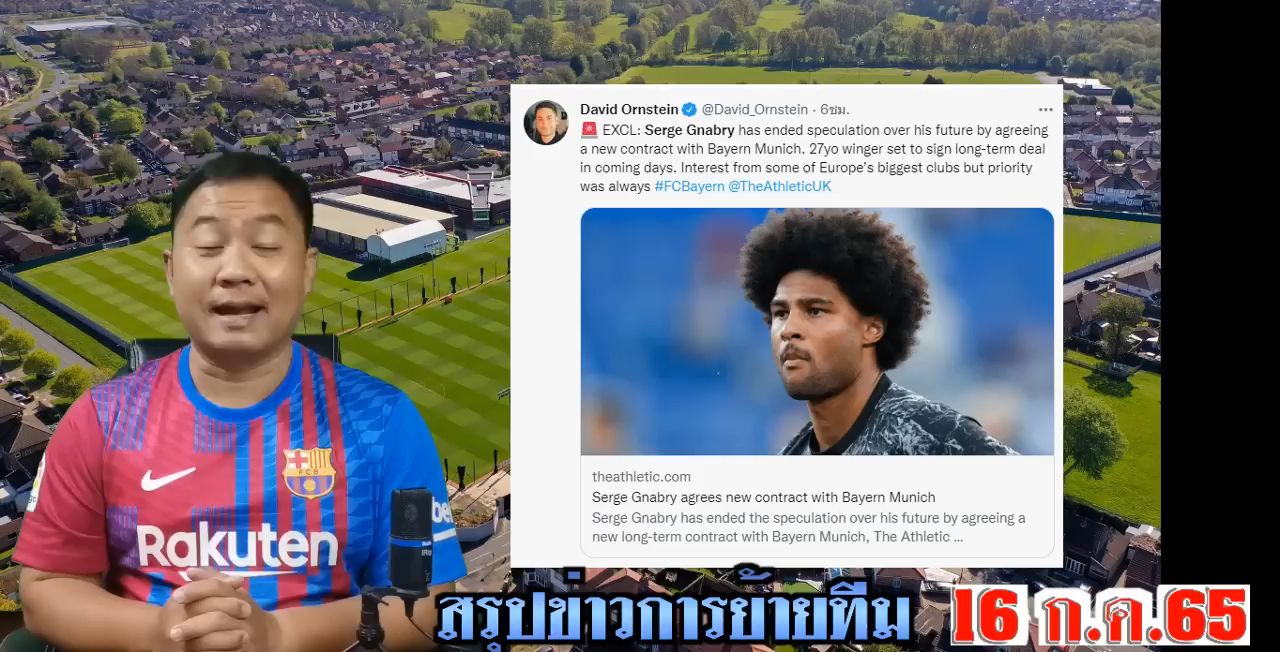 David Ornstein @David_Ornstein · 6ชม.
🚨 EXCL: Serge Gnabry has ended speculation over his future by agreeing
a new contract with Bayern Munich. 27yo winger set to sign long-term deal
in coming days. Interest from some of Europe's biggest clubs but priority
was always #FCBayern @TheAthleticUK
theathletic.com
Serge Gnabry agrees new contract with Bayern Munich
Serge Gnabry has ended the speculation over his future by agreeing a
new long-term contract with Bayern Munich, The Athletic ...
FCB
Rakuten
be
สรุปข่าวการย้ายทีม 16 ก.ค.65